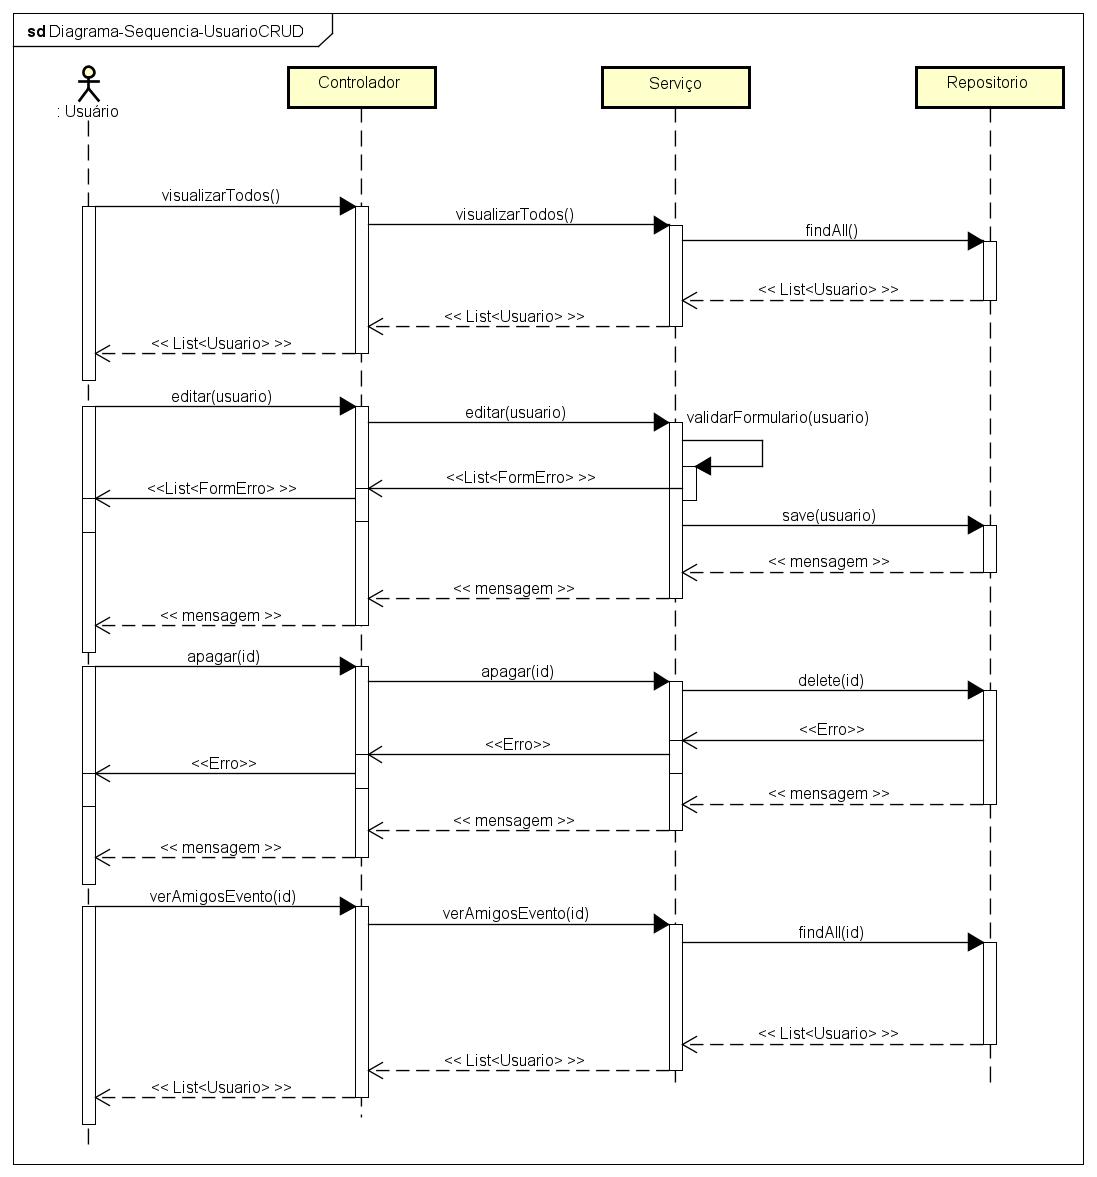 sd Diagrama-Sequencia-UsuarioCRUD
: Usuário
Controlador
Serviço
Repositorio
visualizarTodos()
visualizarTodos()
findAll()
<< List<Usuario> >>
<< List<Usuario> >>
<< List<Usuario> >>
editar(usuario)
editar(usuario)
validarFormulario(usuario)
<<List<FormErro> >>
<<List<FormErro> >>
save(usuario)
<< mensagem >>
<< mensagem >>
<< mensagem >>
apagar(id)
apagar(id)
delete(id)
<<Erro>>
<<Erro>>
<<Erro>>
<< mensagem >>
<< mensagem >>
<< mensagem >>
verAmigosEvento(id)
verAmigosEvento(id)
findAll(id)
<< List<Usuario> >>
<< List<Usuario> >>
<< List<Usuario> >>